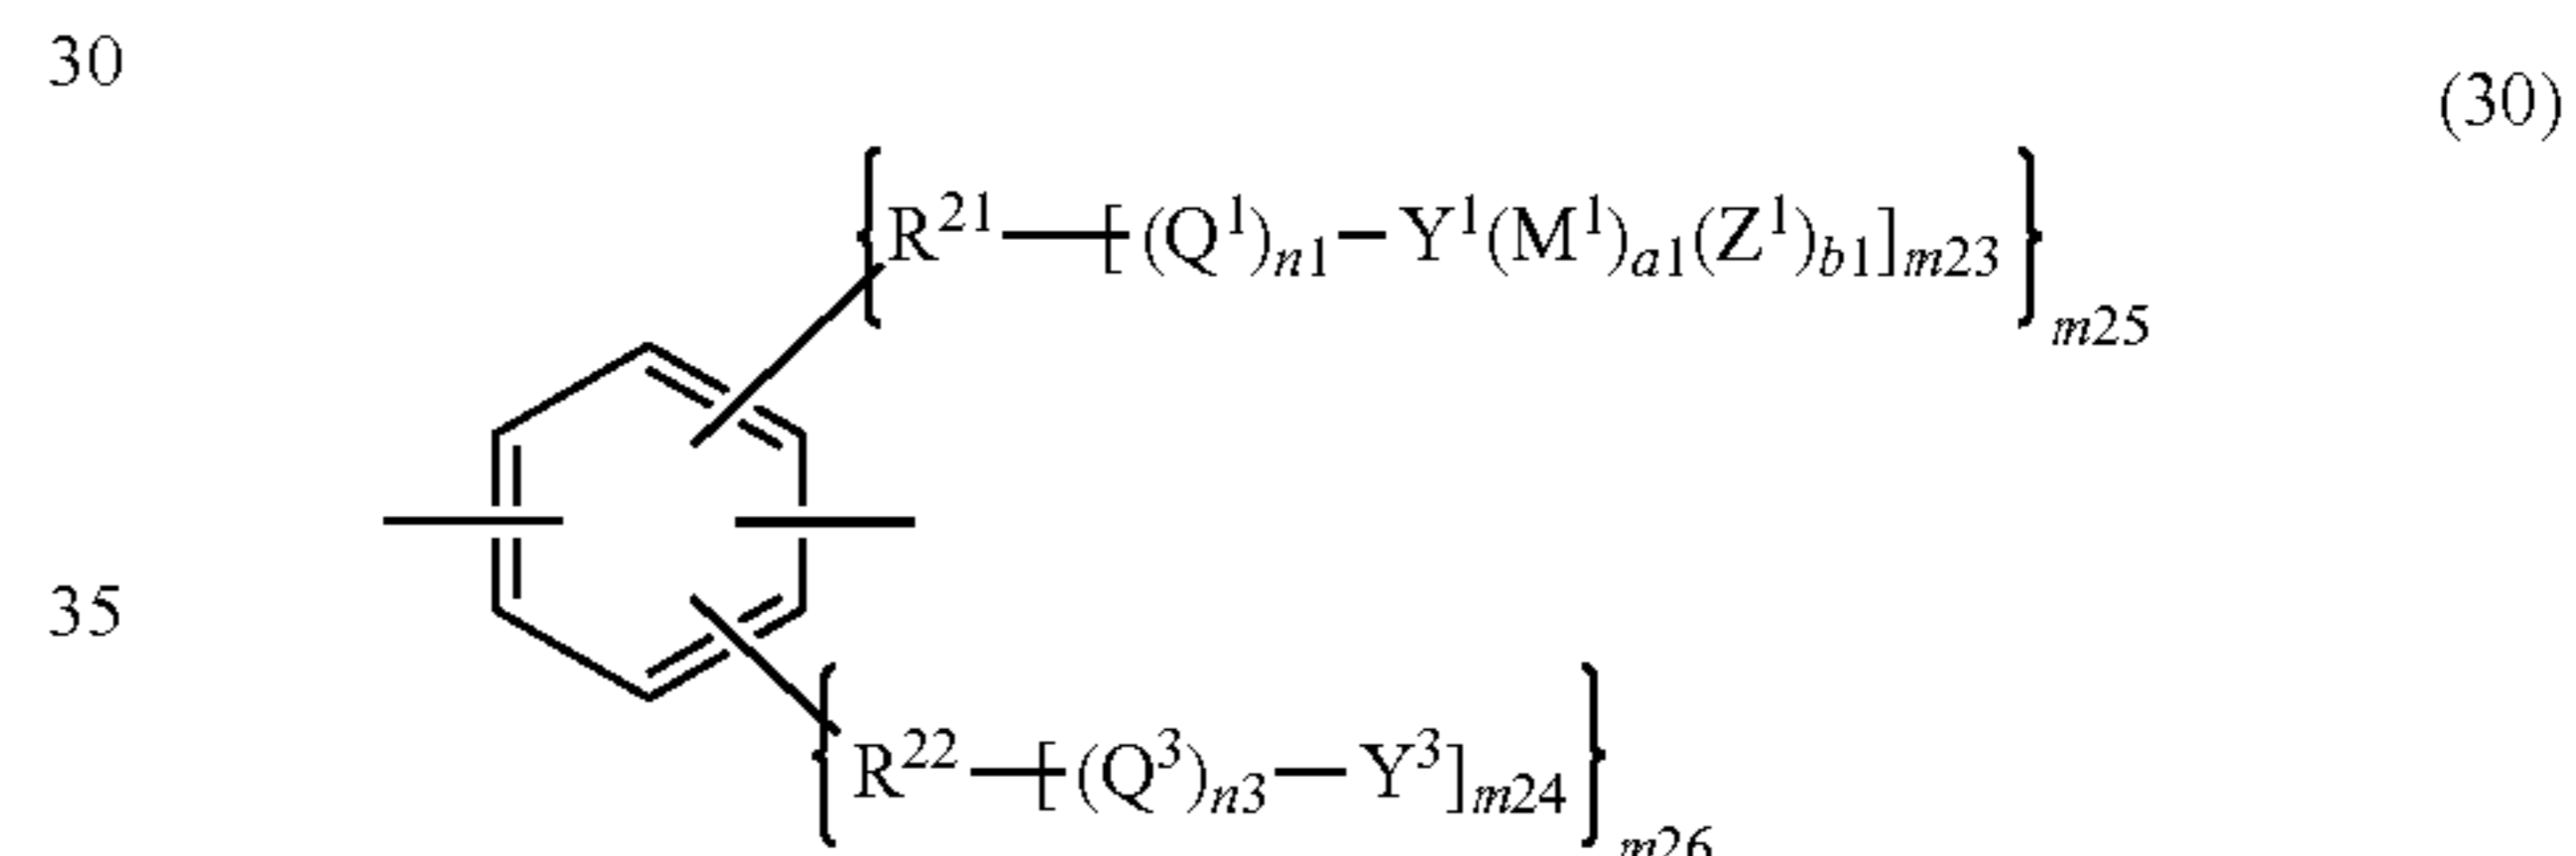 30
(30)
{R²¹—[(Q¹)ₙ₁—Y¹(M¹)ₐ₁(Z¹)b1]m23}m25
35
{R²²—[(Q³)ₙ₃—Y³]m24}m26